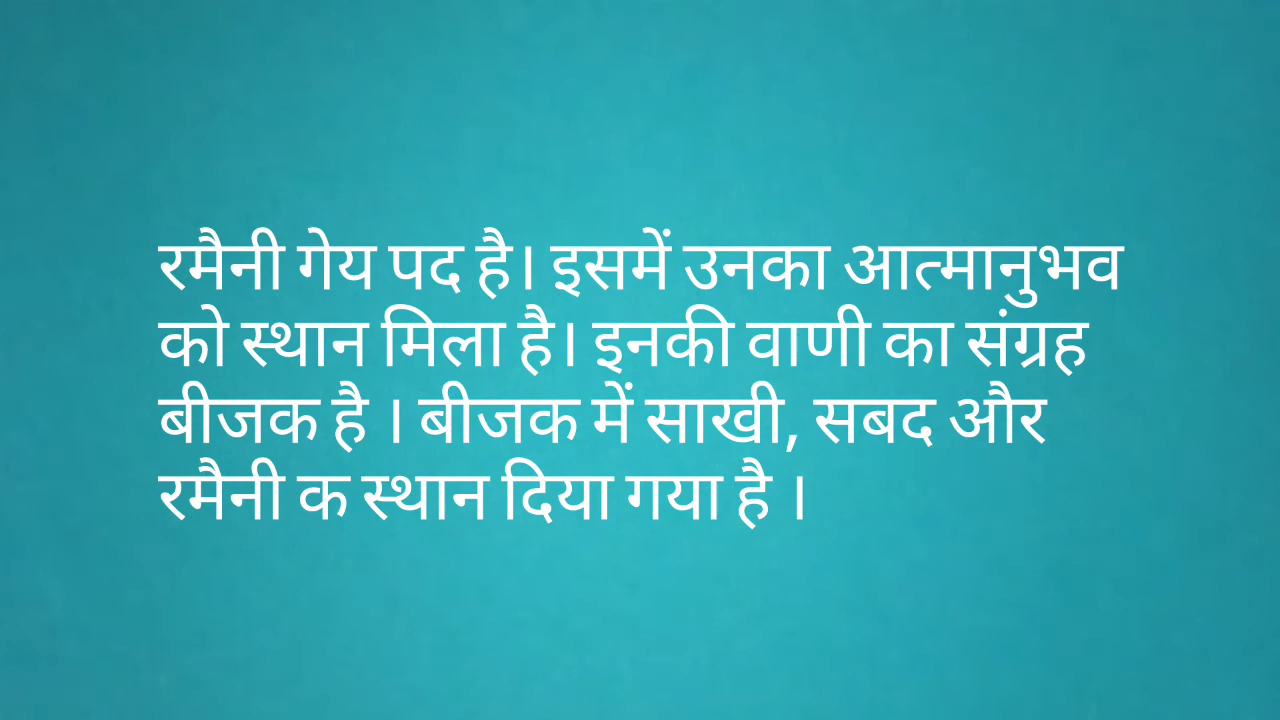 रमैनी गेय पद है। इसमें उनका आत्मानुभव
को स्थान मिला है। इनकी वाणी का संग्रह
बीजक है । बीजक में साखी, सबद और
रमैनी क स्थान दिया गया है ।